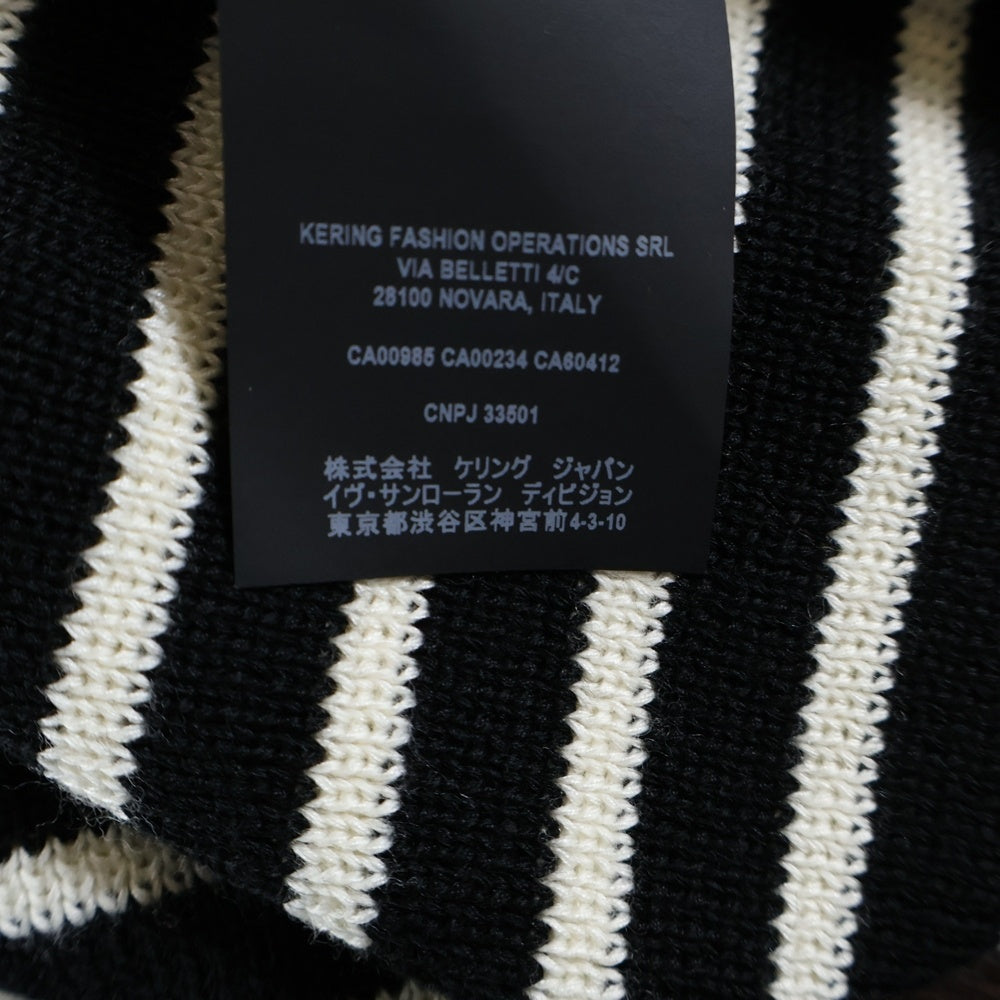 KERING FASHION OPERATIONS SRL
VIA BELLETTI 4/C
28100 NOVARA, ITALY
CA00985 CA00234 CA60412
CNPJ 33501
株式会社 ケリング ジャパン
イヴ・サンローラン ディビジョン
東京都渋谷区神宮前4-3-10